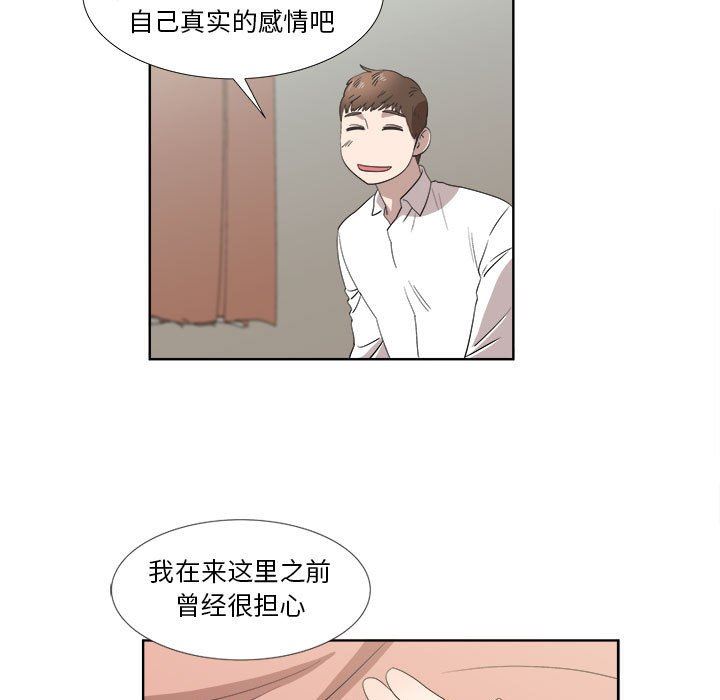 自己真实的感情吧
我在来这里之前
曾经很担心